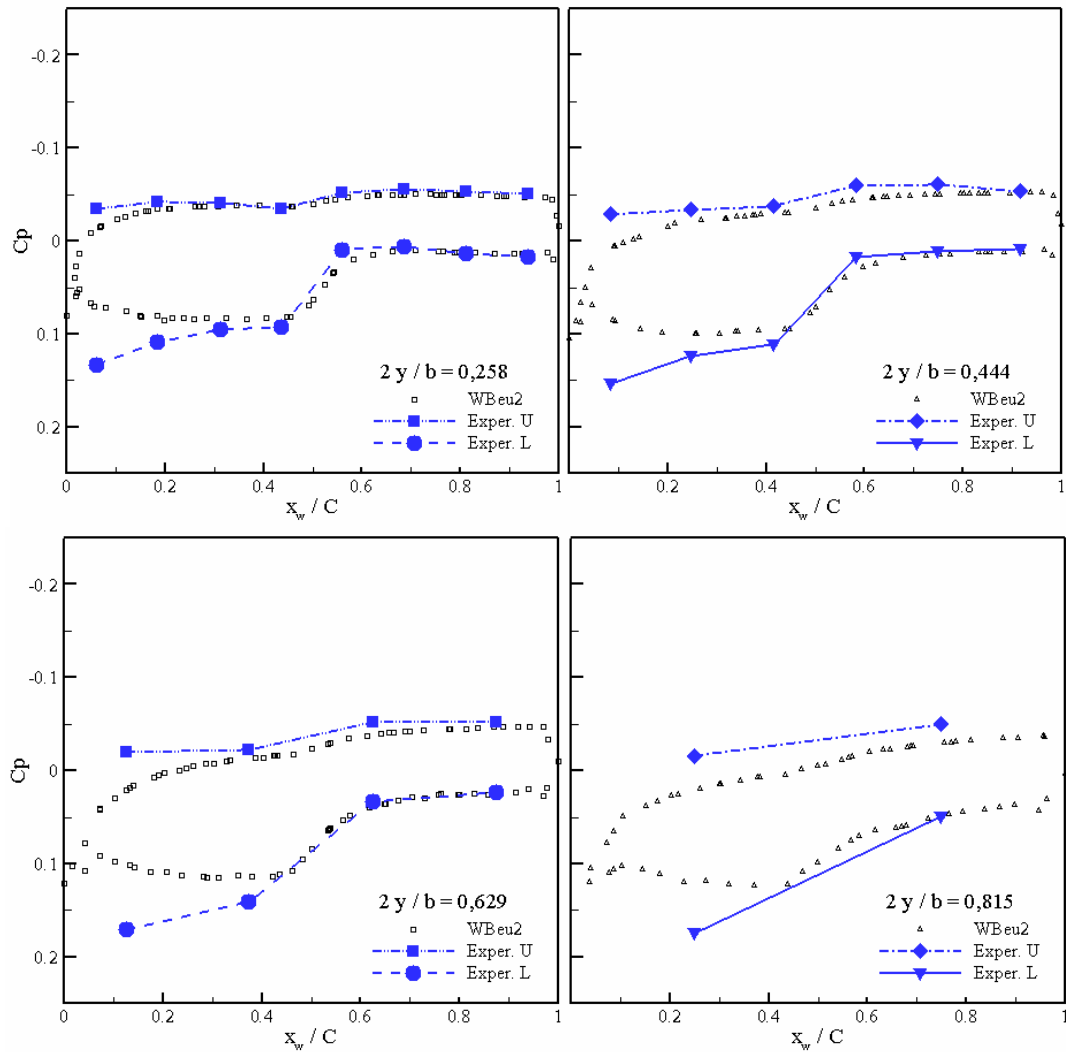 -0.2
-0.1
Cp
0
0.1
0.2
2 y / b = 0,258
WBeu2
Exper. U
Exper. L
0 0.2 0.4 0.6 0.8 1
x_w / C
2 y / b = 0,444
WBeu2
Exper. U
Exper. L
0.2 0.4 0.6 0.8 1
x_w / C
-0.2
-0.1
Cp
0
0.1
0.2
2 y / b = 0,629
WBeu2
Exper. U
Exper. L
0 0.2 0.4 0.6 0.8 1
x_w / C
2 y / b = 0,815
WBeu2
Exper. U
Exper. L
0.2 0.4 0.6 0.8 1
x_w / C